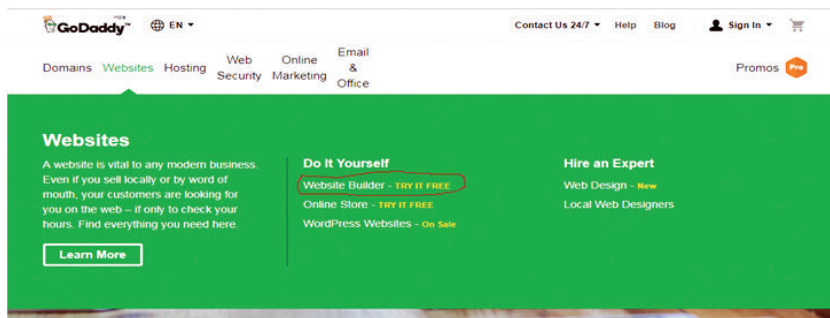 GoDaddy™ EN
Contact Us 24/7 Help Blog Sign In
Domains Websites Hosting Web Security Online Marketing Email & Office Promos Pro
Websites
A website is vital to any modern business.
Even if you sell locally or by word of
mouth, your customers are looking for
you on the web – if only to check your
hours. Find everything you need here.
Learn More
Do It Yourself
Website Builder - TRY IT FREE
Online Store - TRY IT FREE
WordPress Websites - On Sale
Hire an Expert
Web Design - New
Local Web Designers